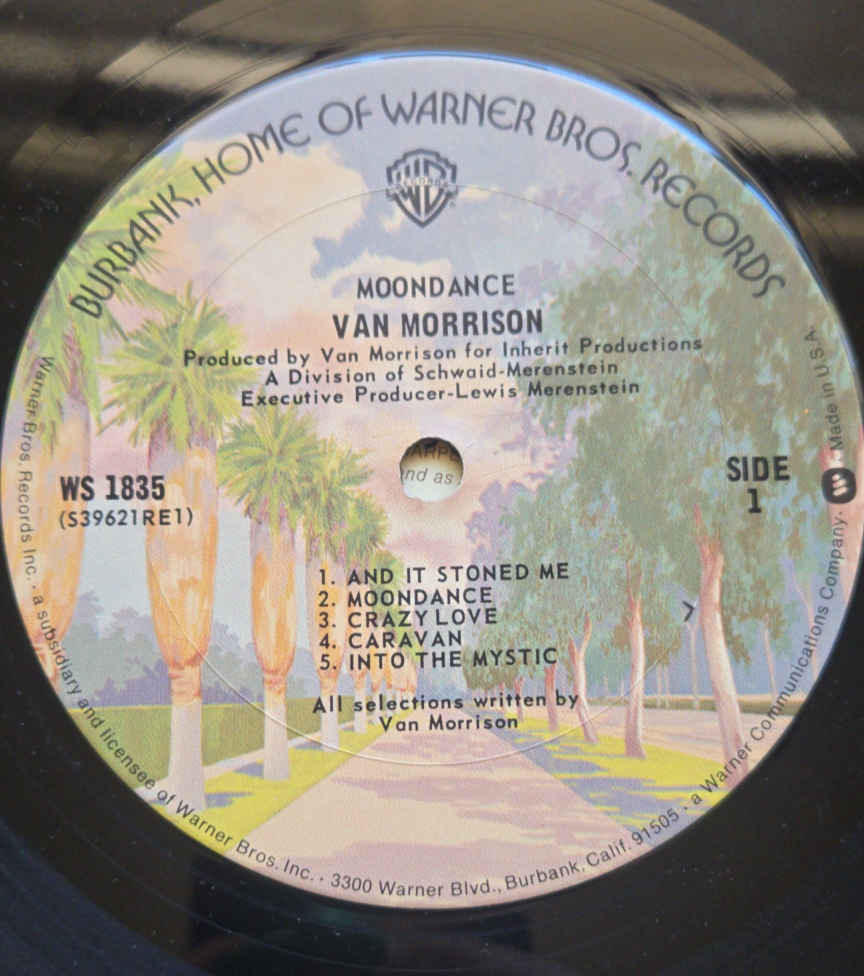 BURBANK, HOME OF WARNER BROS. RECORDS
MOONDANCE
VAN MORRISON
Produced by Van Morrison for Inherit Productions
A Division of Schwaid-Merenstein
Executive Producer-Lewis Merenstein
WS 1835
(S39621RE1)
SIDE
1
nd as
1. AND IT STONED ME
2. MOONDANCE
3. CRAZY LOVE
4. CARAVAN
5. INTO THE MYSTIC
All selections written by
Van Morrison
Warner Bros. Records Inc. · a subsidiary and licensee of Warner Bros. Inc. · 3300 Warner Blvd., Burbank, Calif. 91505 · a Warner Communications Company. Made in U.S.A.